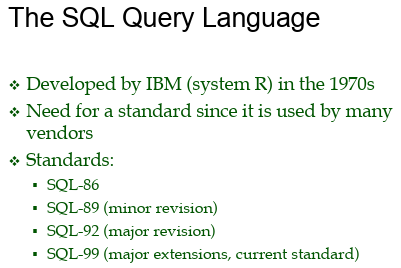 The SQL Query Language
Developed by IBM (system R) in the 1970s
Need for a standard since it is used by many
vendors
Standards:
SQL-86
SQL-89 (minor revision)
SQL-92 (major revision)
SQL-99 (major extensions, current standard)